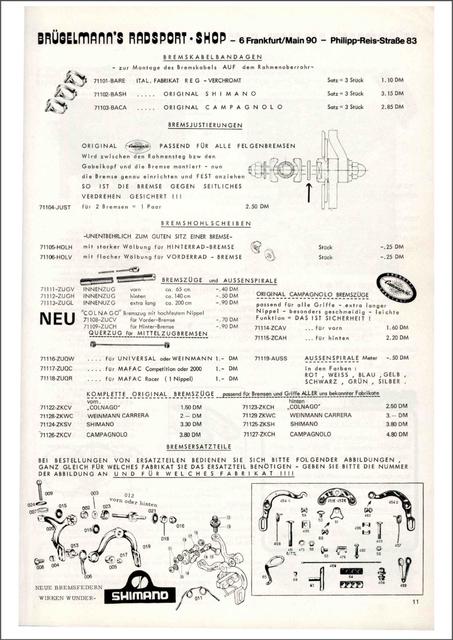 BRÜGELMANN'S RADSPORT - SHOP – 6 Frankfurt/Main 90 – Philipp-Reis-Straße 83
BREMSKABELBANDAGEN
- zur Montage des Bremskabels AUF dem Rahmenoberrohr-
71101-BARE ITAL. FABRIKAT REG - VERCHROMT Satz = 3 Stück 1.10 DM
71102-BASH ..... ORIGINAL SHIMANO Satz = 3 Stück 3.15 DM
71103-BACA ..... ORIGINAL CAMPAGNOLO Satz = 3 Stück 2.85 DM
BREMSJUSTIERUNGEN
ORIGINAL PASSEND FÜR ALLE FELGENBREMSEN
Wird zwischen den Rahmensteg bzw den
Gabelkopf und die Bremse montiert - nun
die Bremse genau einrichten und FEST anziehen
SO IST DIE BREMSE GEGEN SEITLICHES
VERDREHEN GESICHERT !!!
71104-JUST für 2 Bremsen = 1 Paar 2.50 DM
BREMSHOHLSCHEIBEN
-UNENTBEHRLICH ZUM GUTEN SITZ EINER BREMSE-
71105-HOLH mit starker Wölbung für HINTERRAD-BREMSE Stück -.25 DM
71106-HOLV mit flacher Wölbung für VORDERRAD - BREMSE Stück -.25 DM
BREMSZÜGE und AUSSENSPIRALE
71111-ZUGV INNENZUG vorn ca. 65 cm -.40 DM
71112-ZUGH INNENZUG hinten ca. 140 cm -.50 DM
71113-ZUGL INNENZUG extra lang ca. 200 cm -.90 DM
NEU "COLNAGO" Bremszug mit hochfestem Nippel
71108-ZUCV für Vorder-Bremse -.70 DM
71109-ZUCH für Hinter-Bremse -.90 DM
QUERZUG für MITTELZUGBREMSEN
71116-ZUQW .... für UNIVERSAL oder WEINMANN 1.- DM
71117-ZUQC .... für MAFAC Competition oder 2000 1.- DM
71118-ZUQR .... für MAFAC Racer (1 Nippel) 1.- DM
ORIGINAL CAMPAGNOLO BREMSZÜGE
passend für alle Griffe - extra langer
Nippel - besonders geschmeidig - leichte
Funktion = DAS IST SICHERHEIT !
71114-ZCAV ... für vorn 1.60 DM
71115-ZCAH ... für hinten 2.20 DM
71119-AUSS AUSSENSPIRALE Meter -.50 DM
In den Farben :
ROT, WEISS, BLAU, GELB,
SCHWARZ, GRÜN, SILBER.
KOMPLETTE ORIGINAL BREMSZÜGE passend für Bremsen und Griffe ALLER uns bekannter Fabrikate
vorn
71122-ZKCV „COLNAGO" 1.50 DM
71128-ZKWC WEINMANN CARRERA 2.-- DM
71124-ZKSV SHIMANO 3.30 DM
71126-ZKCV CAMPAGNOLO 3.80 DM
hinten
71123-ZKCH „COLNAGO" 2.50 DM
71129-ZKWC WEINMANN CARRERA 3.-- DM
71125-ZKSH SHIMANO 3.80 DM
71127-ZKCH CAMPAGNOLO 4.80 DM
BREMSERSATZTEILE
BEI BESTELLUNGEN VON ERSATZTEILEN BEDIENEN SIE SICH BITTE FOLGENDER ABBILDUNGEN,
GANZ GLEICH FÜR WELCHES FABRIKAT SIE DAS ERSATZTEIL BENÖTIGEN - GEBEN SIE BITTE DIE NUMMER
DER ABBILDUNG AN UND FÜR WELCHES FABRIKAT !!!!
012
vorn oder hinten
NEUE BREMSFEDERN
WIRKEN WUNDER-
SHIMANO
11